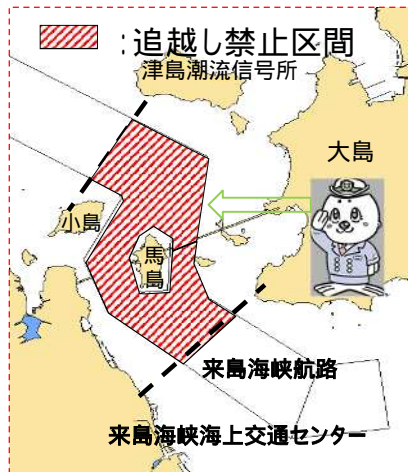 :追越し禁止区間
津島潮流信号所
大島
小島
馬
島
来島海峡航路
来島海峡海上交通センター